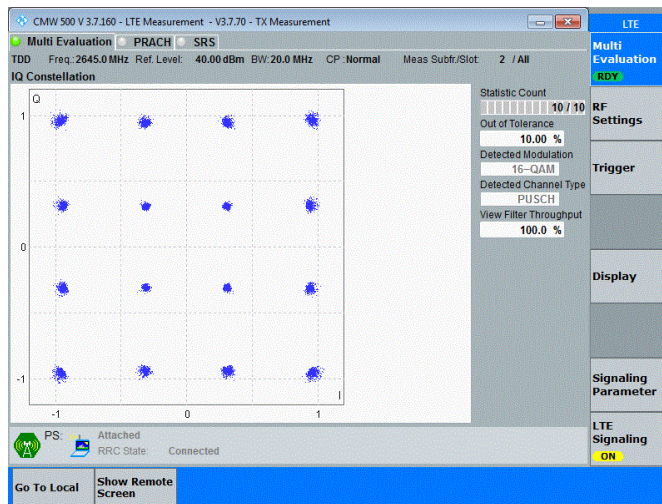 CMW 500 V 3.7.160 - LTE Measurement - V3.7.70 - TX Measurement
LTE
Multi Evaluation PRACH SRS
TDD Freq.:2645.0 MHz Ref. Level: 40.00 dBm BW:20.0 MHz CP :Normal Meas Subfr./Slot: 2 / All
IQ Constellation
Q
1
0
-1
-1 0 1
I
Statistic Count
10 / 10
Out of Tolerance
10.00 %
Detected Modulation
16-QAM
Detected Channel Type
PUSCH
View Filter Throughput
100.0 %
Multi
Evaluation
RDY
RF
Settings
Trigger
Display
Signaling
Parameter
LTE
Signaling
ON
PS: Attached
RRC State: Connected
Go To Local
Show Remote
Screen